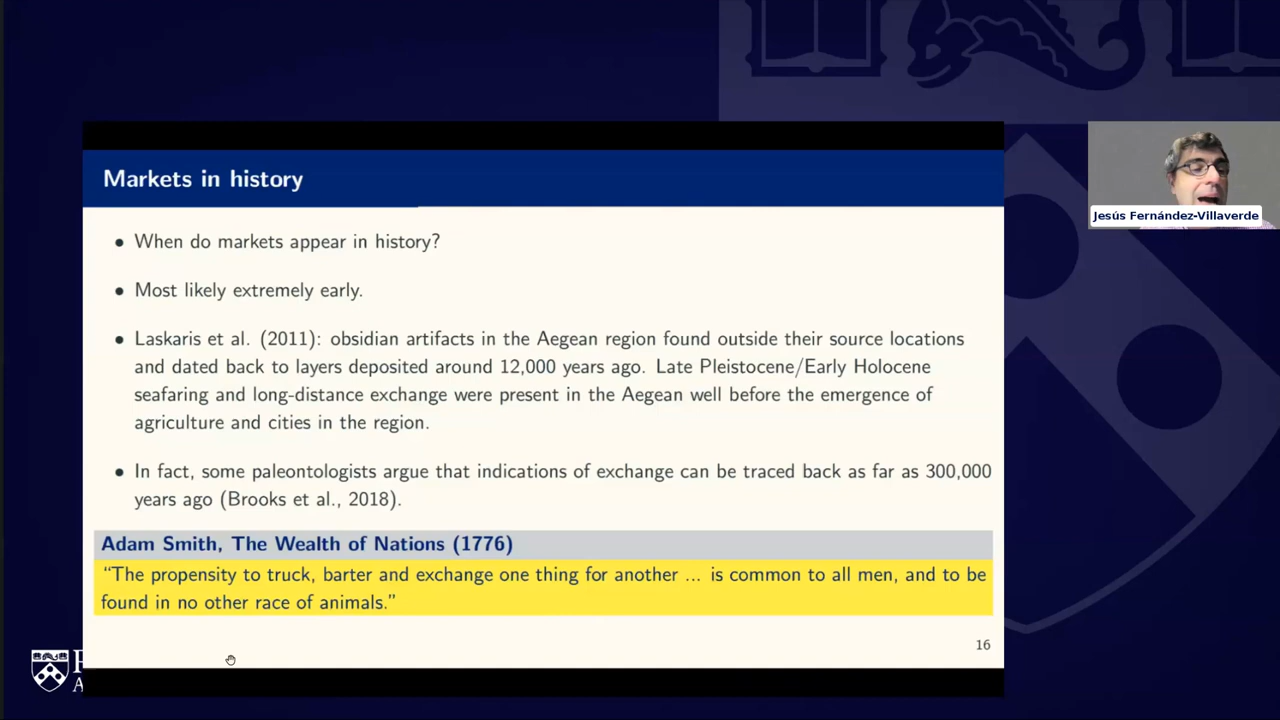 Markets in history
Jesús Fernández-Villaverde
• When do markets appear in history?
• Most likely extremely early.
• Laskaris et al. (2011): obsidian artifacts in the Aegean region found outside their source locations
and dated back to layers deposited around 12,000 years ago. Late Pleistocene/Early Holocene
seafaring and long-distance exchange were present in the Aegean well before the emergence of
agriculture and cities in the region.
• In fact, some paleontologists argue that indications of exchange can be traced back as far as 300,000
years ago (Brooks et al., 2018).
Adam Smith, The Wealth of Nations (1776)
“The propensity to truck, barter and exchange one thing for another ... is common to all men, and to be
found in no other race of animals.”
16